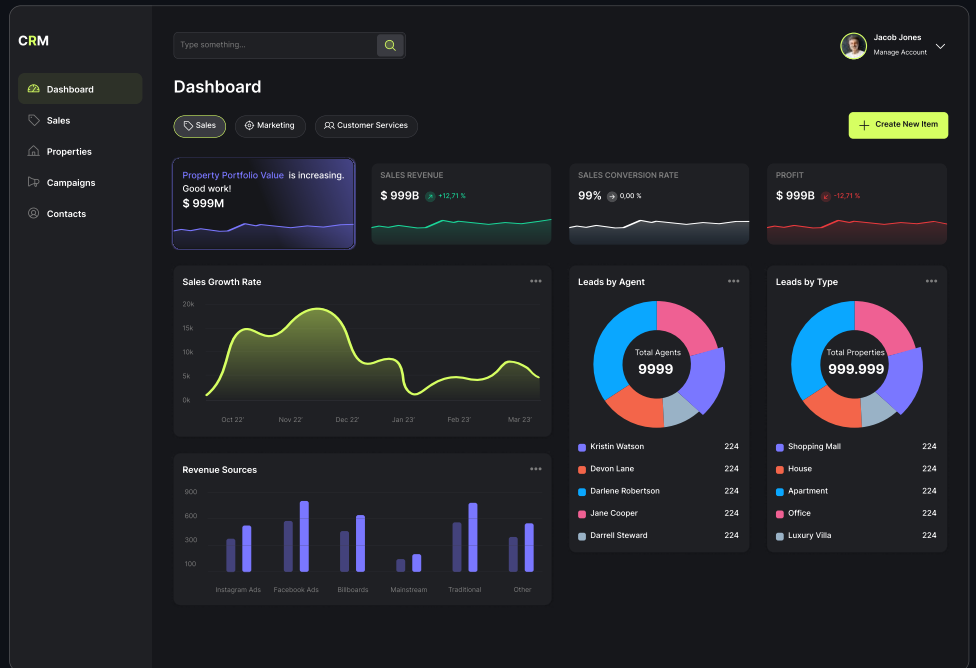 CRM
Dashboard
Sales
Properties
Campaigns
Contacts
Type something...
Jacob Jones
Manage Account
Dashboard
Sales
Marketing
Customer Services
Create New Item
Property Portfolio Value is increasing.
Good work!
$ 999M
SALES REVENUE
$ 999B +12,71 %
SALES CONVERSION RATE
99% 0,00 %
PROFIT
$ 999B -12,71 %
Sales Growth Rate
20k
15k
10k
5k
0k
Oct 22' Nov 22' Dec 22' Jan 23' Feb 23' Mar 23'
Revenue Sources
900
600
300
100
Instagram Ads Facebook Ads Billboards Mainstream Traditional Other
Leads by Agent
Total Agents
9999
Kristin Watson 224
Devon Lane 224
Darlene Robertson 224
Jane Cooper 224
Darrell Steward 224
Leads by Type
Total Properties
999.999
Shopping Mall 224
House 224
Apartment 224
Office 224
Luxury Villa 224